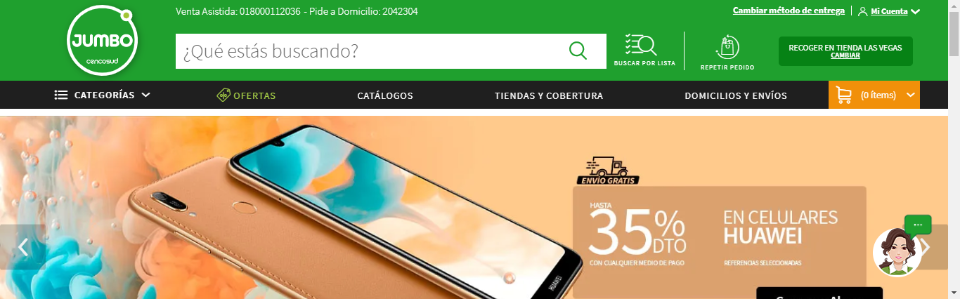 Venta Asistida: 018000112036 - Pide a Domicilio: 2042304
Cambiar método de entrega | Mi Cuenta
JUMBO
cencosud
¿Qué estás buscando?
BUSCAR POR LISTA
REPETIR PEDIDO
RECOGER EN TIENDA LAS VEGAS
CAMBIAR
CATEGORÍAS
OFERTAS
CATÁLOGOS
TIENDAS Y COBERTURA
DOMICILIOS Y ENVÍOS
(0 ítems)
ENVÍO GRATIS
HASTA
35% DTO
CON CUALQUIER MEDIO DE PAGO
EN CELULARES
HUAWEI
REFERENCIAS SELECCIONADAS
HUAWEI